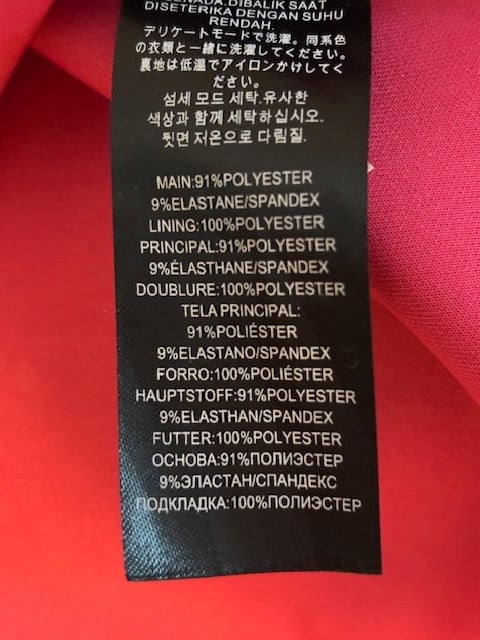 DIBALIK SAAT
DISETERIKA DENGAN SUHU
RENDAH.
デリケートモードで洗濯。同系色
の衣類と一緒に洗濯してください。
裏地は低温でアイロンかけしてく
ださい。
섬세 모드 세탁.유사한
색상과 함께 세탁하십시오.
뒷면 저온으로 다림질.
MAIN:91%POLYESTER
9%ELASTANE/SPANDEX
LINING:100%POLYESTER
PRINCIPAL:91%POLYESTER
9%ÉLASTHANE/SPANDEX
DOUBLURE:100%POLYESTER
TELA PRINCIPAL:
91%POLIÉSTER
9%ELASTANO/SPANDEX
FORRO:100%POLIÉSTER
HAUPTSTOFF:91%POLYESTER
9%ELASTHAN/SPANDEX
FUTTER:100%POLYESTER
ОСНОВА:91%ПОЛИЭСТЕР
9%ЭЛАСТАН/СПАНДЕКС
ПОДКЛАДКА:100%ПОЛИЭСТЕР